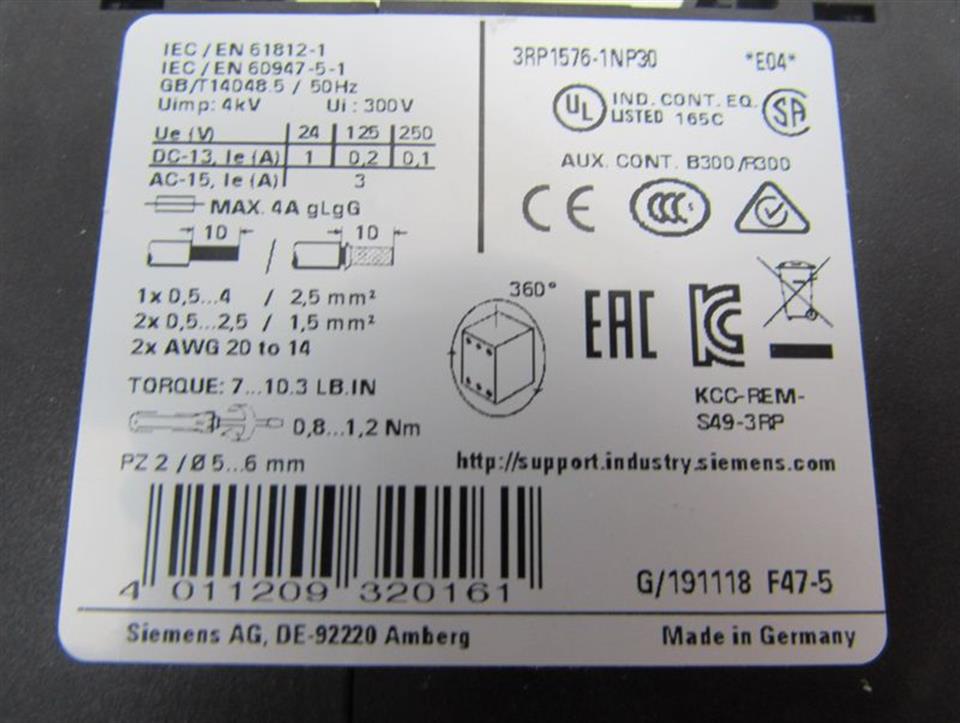 IEC/EN 61812-1
IEC/EN 60947-5-1
GB/T14048.5 / 50Hz
Uimp: 4kV Ui: 300V
Ue (V) 24 125 250
DC-13, Ie (A) 1 0,2 0,1
AC-15, Ie (A) 3
MAX. 4A gLgG
10 / 10
1x 0,5...4 / 2,5 mm²
2x 0,5...2,5 / 1,5 mm²
2x AWG 20 to 14
TORQUE: 7...10.3 LB.IN
0,8...1,2 Nm
PZ 2 / Ø 5...6 mm
3RP1576-1NP30 *E04*
UL IND. CONT. EQ. SA
LISTED 165C
AUX. CONT. B300/R300
CE CCC S
360° EAC KC
KCC-REM-
S49-3RP
http://support.industry.siemens.com
4 011209 320161
G/191118 F47-5
Siemens AG, DE-92220 Amberg Made in Germany